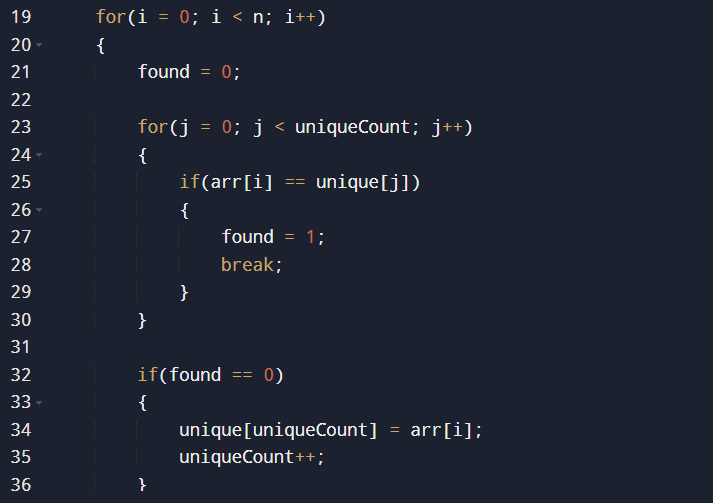 19 for(i = 0; i < n; i++)
20 {
21 found = 0;
22
23 for(j = 0; j < uniqueCount; j++)
24 {
25 if(arr[i] == unique[j])
26 {
27 found = 1;
28 break;
29 }
30 }
31
32 if(found == 0)
33 {
34 unique[uniqueCount] = arr[i];
35 uniqueCount++;
36 }